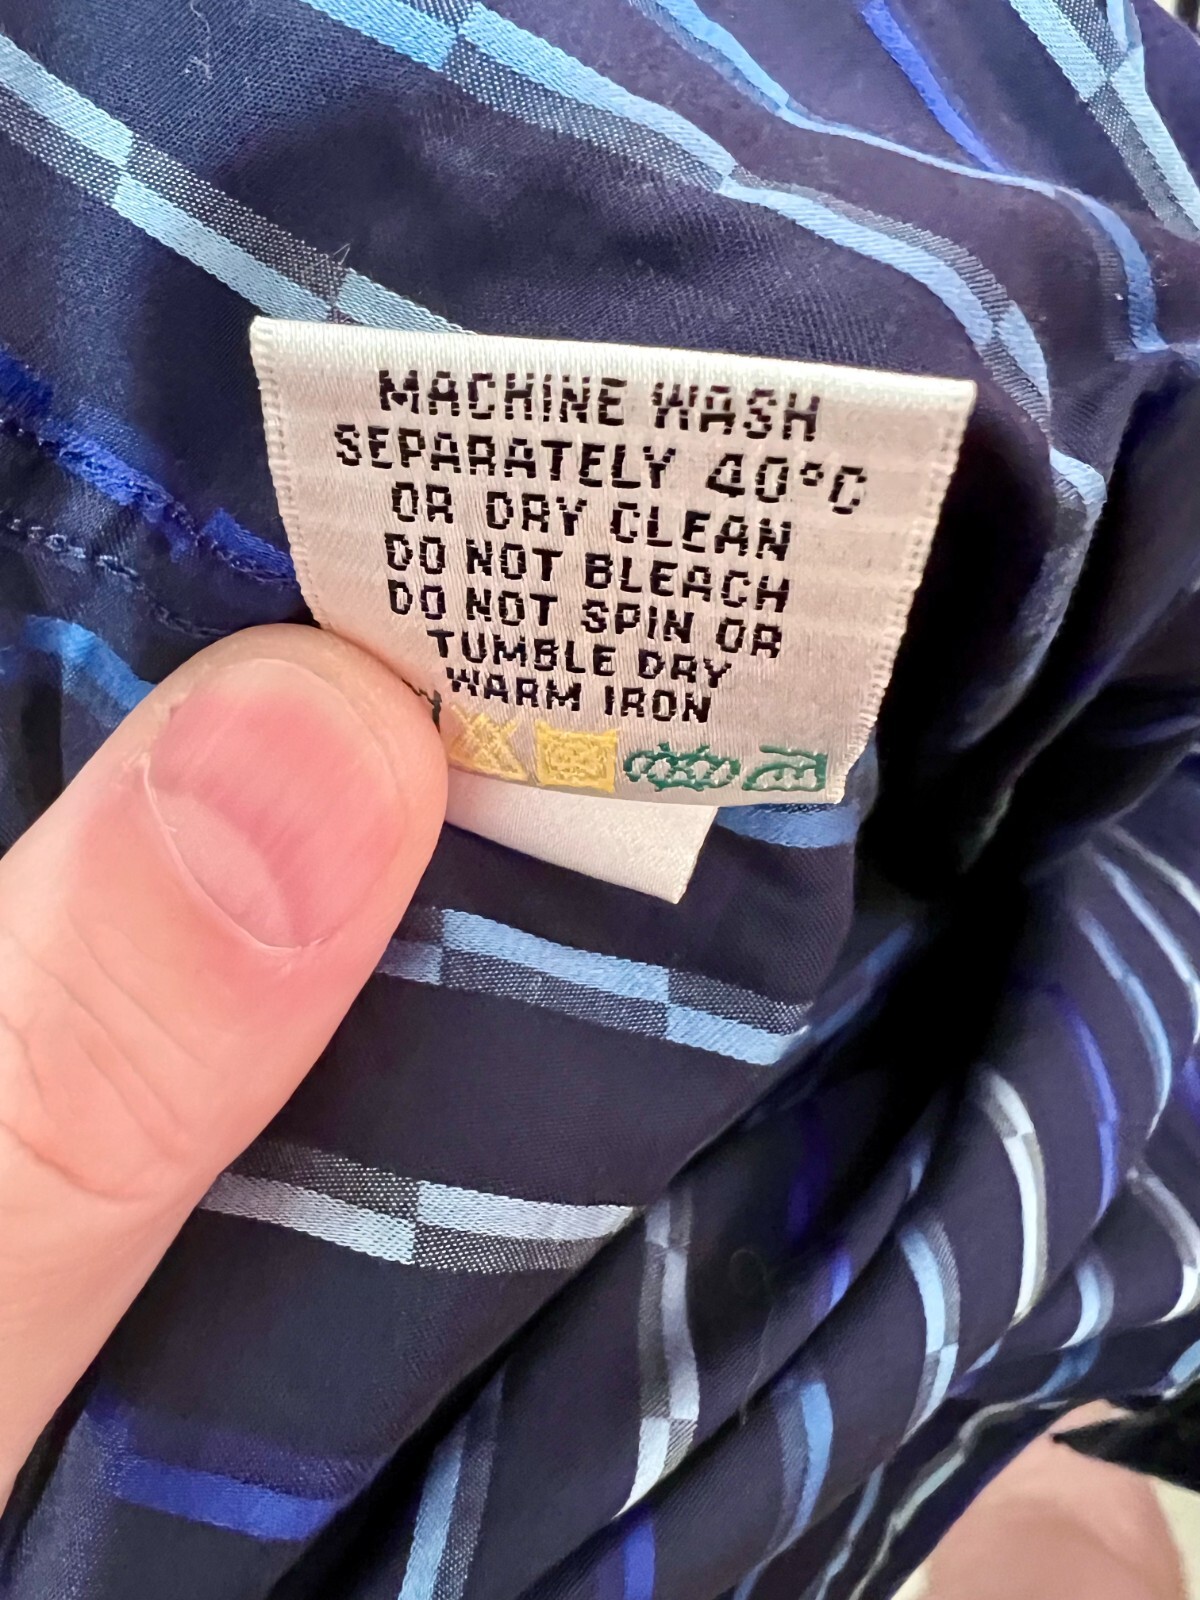 MACHINE WASH
SEPARATELY 40°C
OR DRY CLEAN
DO NOT BLEACH
DO NOT SPIN OR
TUMBLE DRY
WARM IRON